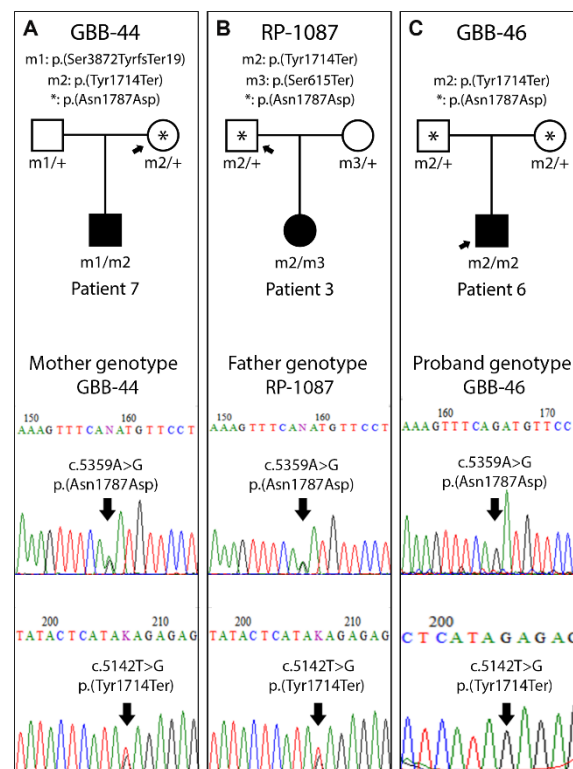 A GBB-44
m1: p.(Ser3872TyrfsTer19)
m2: p.(Tyr1714Ter)
*: p.(Asn1787Asp)
*
m1/+ m2/+
m1/m2
Patient 7
Mother genotype
GBB-44
150 160
AAAGTTTCANATGTTCCT
c.5359A>G
p.(Asn1787Asp)
200 210
TATACTCATAKAGAGAG
c.5142T>G
p.(Tyr1714Ter)
B RP-1087
m2: p.(Tyr1714Ter)
m3: p.(Ser615Ter)
*: p.(Asn1787Asp)
*
m2/+ m3/+
m2/m3
Patient 3
Father genotype
RP-1087
150 160
AAAGTTTCANATGTTCCT
c.5359A>G
p.(Asn1787Asp)
200 210
TATACTCATAKAGAGAG
c.5142T>G
p.(Tyr1714Ter)
C GBB-46
m2: p.(Tyr1714Ter)
*: p.(Asn1787Asp)
* *
m2/+ m2/+
m2/m2
Patient 6
Proband genotype
GBB-46
160 170
AAAGTTTCAGATGTTCC
c.5359A>G
p.(Asn1787Asp)
200
CTCATAGAGAG
c.5142T>G
p.(Tyr1714Ter)